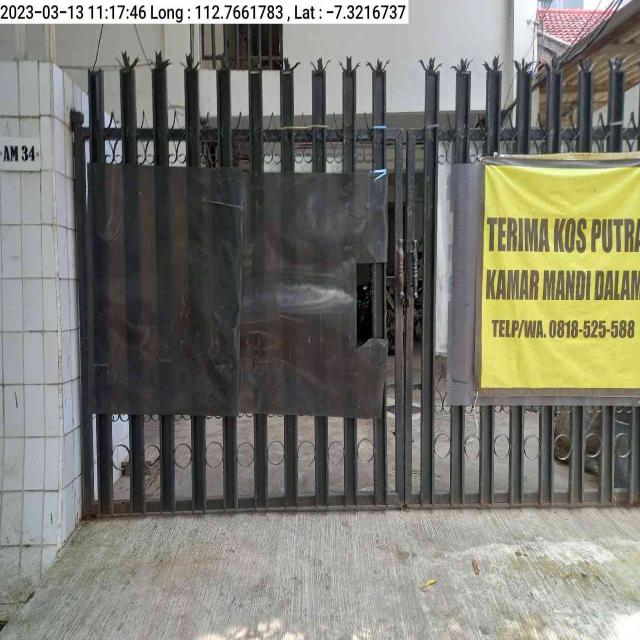 2023-03-13 11:17:46 Long : 112.7661783 , Lat : -7.3216737
AM 34
TERIMA KOS PUTRA
KAMAR MANDI DALAM
TELP/WA. 0818-525-588